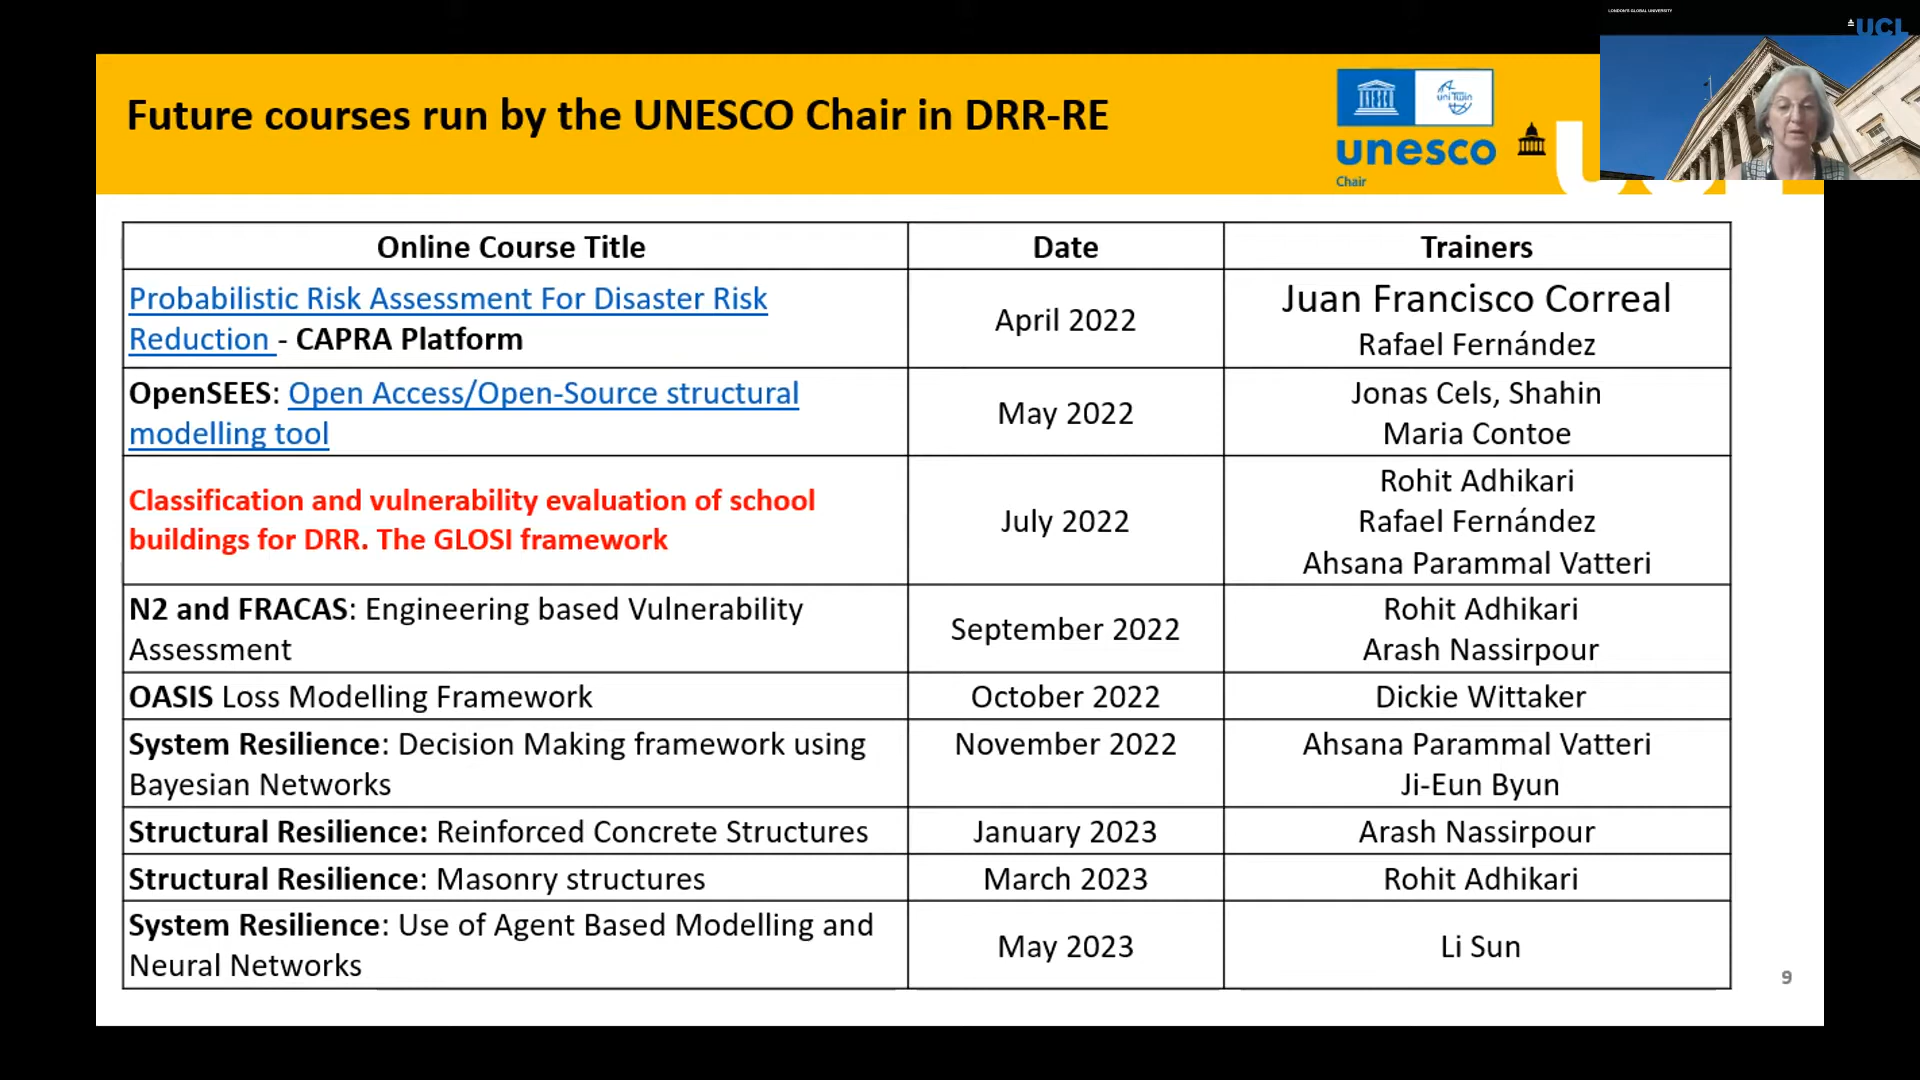 LONDON'S GLOBAL UNIVERSITY
UCL
Future courses run by the UNESCO Chair in DRR-RE
uni Twin
unesco
Chair
Online Course Title
Date
Trainers
Probabilistic Risk Assessment For Disaster Risk
Reduction - CAPRA Platform
April 2022
Juan Francisco Correal
Rafael Fernández
OpenSEES: Open Access/Open-Source structural
modelling tool
May 2022
Jonas Cels, Shahin
Maria Contoe
Classification and vulnerability evaluation of school
buildings for DRR. The GLOSI framework
July 2022
Rohit Adhikari
Rafael Fernández
Ahsana Parammal Vatteri
N2 and FRACAS: Engineering based Vulnerability
Assessment
September 2022
Rohit Adhikari
Arash Nassirpour
OASIS Loss Modelling Framework
October 2022
Dickie Wittaker
System Resilience: Decision Making framework using
Bayesian Networks
November 2022
Ahsana Parammal Vatteri
Ji-Eun Byun
Structural Resilience: Reinforced Concrete Structures
January 2023
Arash Nassirpour
Structural Resilience: Masonry structures
March 2023
Rohit Adhikari
System Resilience: Use of Agent Based Modelling and
Neural Networks
May 2023
Li Sun
9